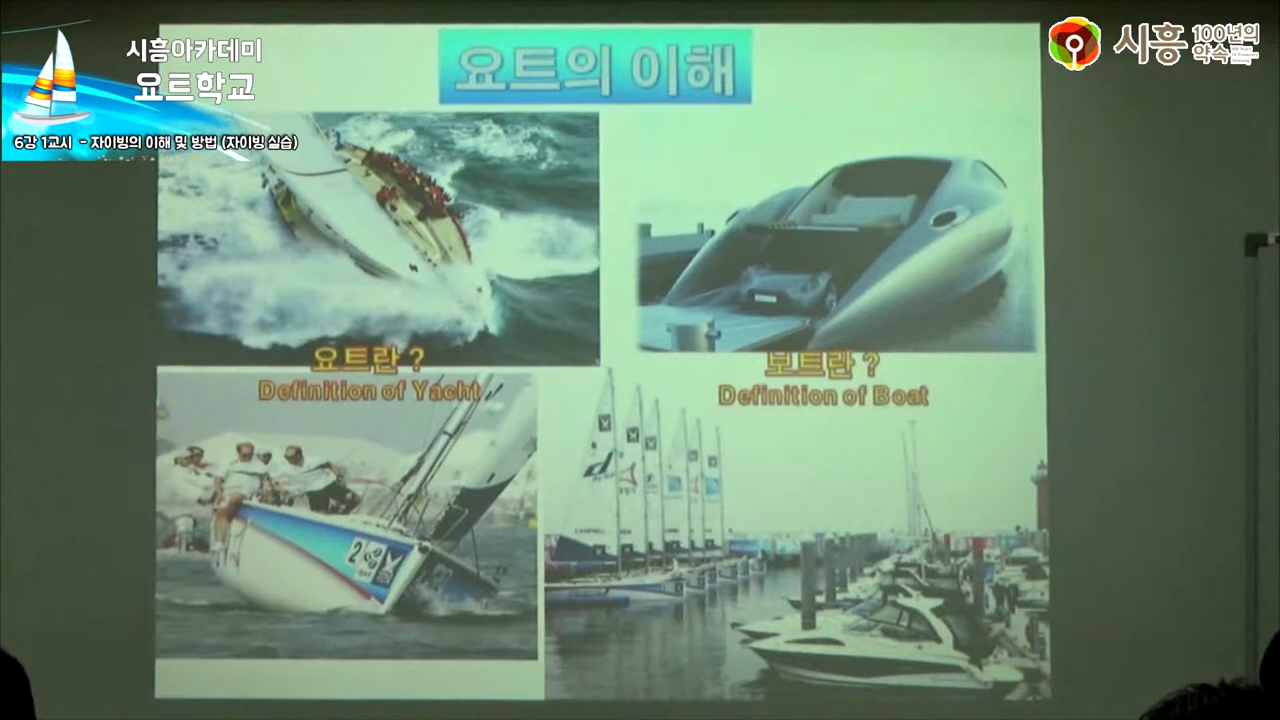 시흥아카데미
요트학교
6강 1교시 - 자이빙의 이해 및 방법 (자이빙 실습)
시흥
100년의
약속
요트의 이해
요트란 ?
Definition of Yacht
보트란 ?
Definition of Boat
2